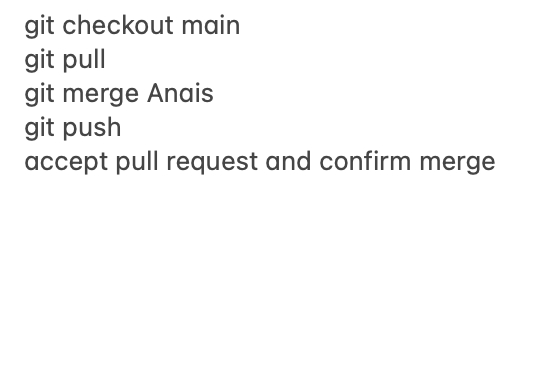 git checkout main
git pull
git merge Anais
git push
accept pull request and confirm merge